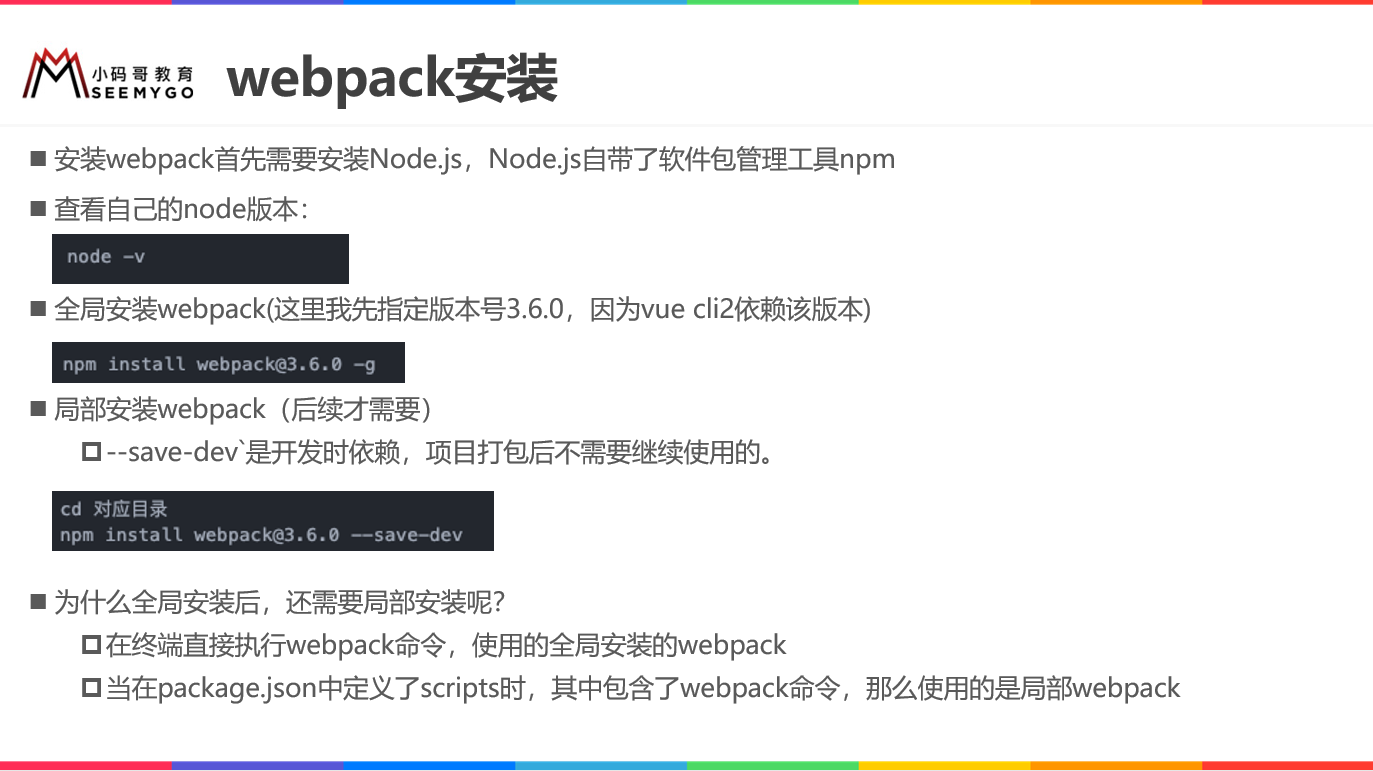 小码哥教育
SEEMYGO
webpack安装
安装webpack首先需要安装Node.js，Node.js自带了软件包管理工具npm
查看自己的node版本：
node -v
全局安装webpack(这里我先指定版本号3.6.0，因为vue cli2依赖该版本)
npm install webpack@3.6.0 -g
局部安装webpack（后续才需要）
--save-dev`是开发时依赖，项目打包后不需要继续使用的。
cd 对应目录
npm install webpack@3.6.0 --save-dev
为什么全局安装后，还需要局部安装呢？
在终端直接执行webpack命令，使用的全局安装的webpack
当在package.json中定义了scripts时，其中包含了webpack命令，那么使用的是局部webpack